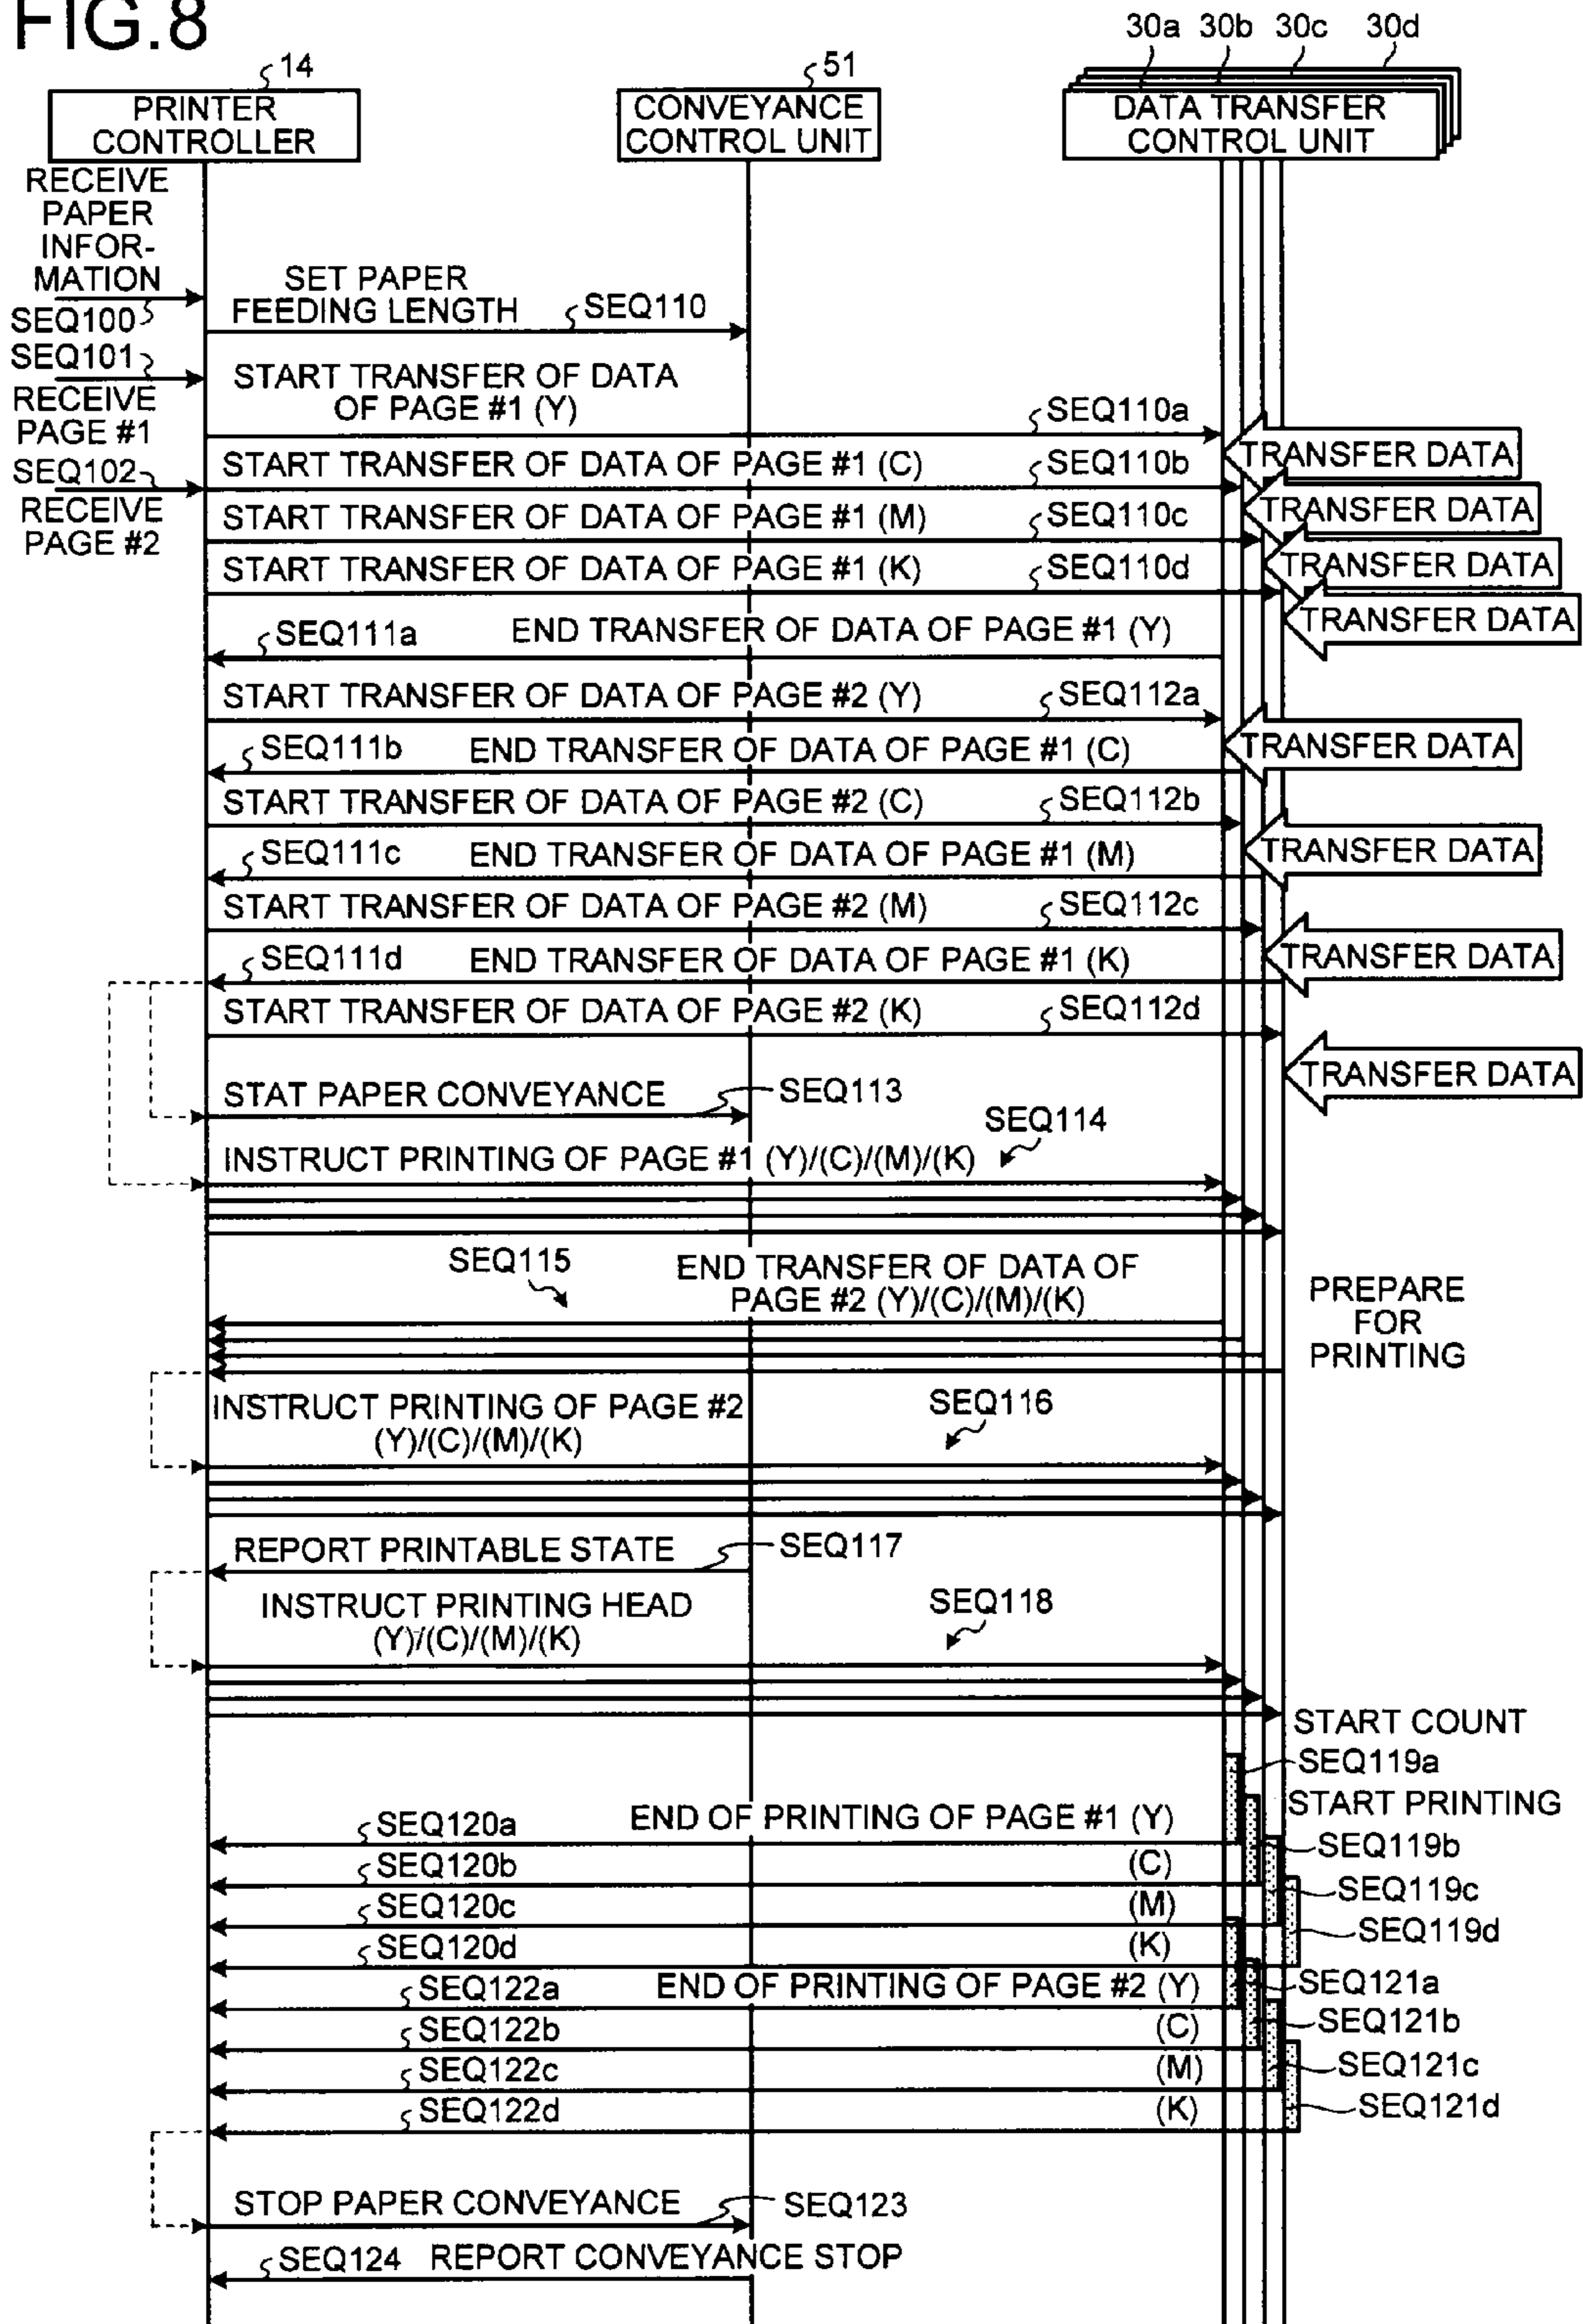 FIG.8
30a 30b 30c 30d
14
51
PRINTER
CONTROLLER
CONVEYANCE
CONTROL UNIT
DATA TRANSFER
CONTROL UNIT
RECEIVE
PAPER
INFOR-
MATION
SEQ100
SET PAPER
FEEDING LENGTH
SEQ110
SEQ101
RECEIVE
PAGE #1
START TRANSFER OF DATA
OF PAGE #1 (Y)
SEQ110a
TRANSFER DATA
SEQ102
RECEIVE
PAGE #2
START TRANSFER OF DATA OF PAGE #1 (C)
SEQ110b
TRANSFER DATA
START TRANSFER OF DATA OF PAGE #1 (M)
SEQ110c
TRANSFER DATA
START TRANSFER OF DATA OF PAGE #1 (K)
SEQ110d
TRANSFER DATA
SEQ111a
END TRANSFER OF DATA OF PAGE #1 (Y)
START TRANSFER OF DATA OF PAGE #2 (Y)
SEQ112a
TRANSFER DATA
SEQ111b
END TRANSFER OF DATA OF PAGE #1 (C)
START TRANSFER OF DATA OF PAGE #2 (C)
SEQ112b
TRANSFER DATA
SEQ111c
END TRANSFER OF DATA OF PAGE #1 (M)
START TRANSFER OF DATA OF PAGE #2 (M)
SEQ112c
TRANSFER DATA
SEQ111d
END TRANSFER OF DATA OF PAGE #1 (K)
START TRANSFER OF DATA OF PAGE #2 (K)
SEQ112d
TRANSFER DATA
STAT PAPER CONVEYANCE
SEQ113
SEQ114
INSTRUCT PRINTING OF PAGE #1 (Y)/(C)/(M)/(K)
SEQ115
END TRANSFER OF DATA OF
PAGE #2 (Y)/(C)/(M)/(K)
PREPARE
FOR
PRINTING
INSTRUCT PRINTING OF PAGE #2
(Y)/(C)/(M)/(K)
SEQ116
REPORT PRINTABLE STATE
SEQ117
INSTRUCT PRINTING HEAD
(Y)/(C)/(M)/(K)
SEQ118
START COUNT
SEQ119a
START PRINTING
SEQ120a
END OF PRINTING OF PAGE #1 (Y)
SEQ119b
SEQ120b
(C)
SEQ119c
SEQ120c
(M)
SEQ119d
SEQ120d
(K)
SEQ122a
END OF PRINTING OF PAGE #2 (Y)
SEQ121a
SEQ122b
(C)
SEQ121b
SEQ122c
(M)
SEQ121c
SEQ122d
(K)
SEQ121d
STOP PAPER CONVEYANCE
SEQ123
SEQ124
REPORT CONVEYANCE STOP